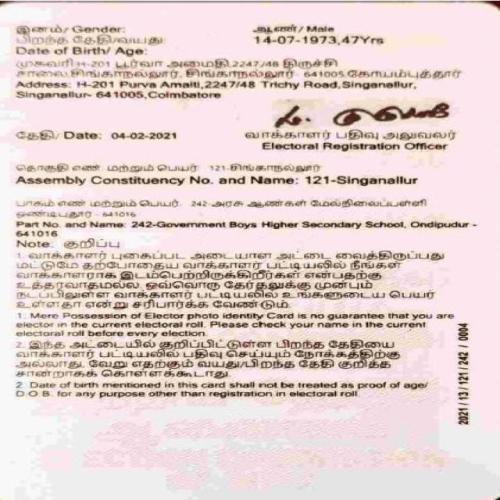 இனம்/ Gender: ஆண்/ Male
பிறந்த தேதி/வயது: 14-07-1973,47Yrs
Date of Birth/ Age:
முகவரி H-201 பூர்வா அமைதி,2247/48 திருச்சி
சாலை,சிங்காநல்லூர், சிங்காநல்லூர்- 641005,கோயம்புத்தூர்
Address: H-201 Purva Amaiti,2247/48 Trichy Road,Singanallur,
Singanallur- 641005,Coimbatore
தேதி/ Date: 04-02-2021
வாக்காளர் பதிவு அலுவலர்
Electoral Registration Officer
தொகுதி எண் மற்றும் பெயர்: 121-சிங்காநல்லூர்
Assembly Constituency No. and Name: 121-Singanallur
பாகம் எண் மற்றும் பெயர்: 242-அரசு ஆண்கள் மேல்நிலைப்பள்ளி
ஒண்டிபுதூர் - 641016
Part No. and Name: 242-Government Boys Higher Secondary School, Ondipudur -
641016
Note: குறிப்பு
1. வாக்காளர் புகைப்பட அடையாள அட்டை வைத்திருப்பது
மட்டுமே தற்போதைய வாக்காளர் பட்டியலில் நீங்கள்
வாக்காளராக இடம்பெற்றிருக்கிறீர்கள் என்பதற்கு
உத்தரவாதமல்ல. ஒவ்வொரு தேர்தலுக்கு முன்பும்
நடப்பிலுள்ள வாக்காளர் பட்டியலில் உங்களுடைய பெயர்
உள்ளதா என்று சரிபார்க்க வேண்டும்.
1. Mere Possession of Elector photo identity Card is no guarantee that you are
elector in the current electoral roll. Please check your name in the current
electoral roll before every election.
2. இந்த அட்டையில் குறிப்பிட்டுள்ள பிறந்த தேதியை
வாக்காளர் பட்டியலில் பதிவு செய்யும் நோக்கத்திற்கு
அல்லாது, வேறு எதற்கும் வயது/பிறந்த தேதி குறித்த
சான்றாகக் கொள்ளக்கூடாது.
2. Date of birth mentioned in this card shall not be treated as proof of age/
D.O.B. for any purpose other than registration in electoral roll.
2021/13/121/242/0004